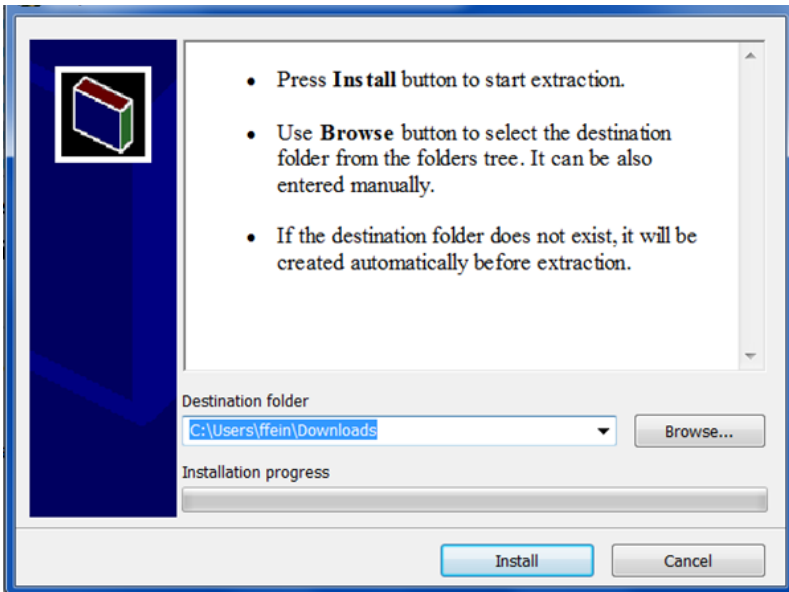 • Press Install button to start extraction.
• Use Browse button to select the destination
folder from the folders tree. It can be also
entered manually.
• If the destination folder does not exist, it will be
created automatically before extraction.
Destination folder
C:\Users\ffein\Downloads
Browse...
Installation progress
Install
Cancel